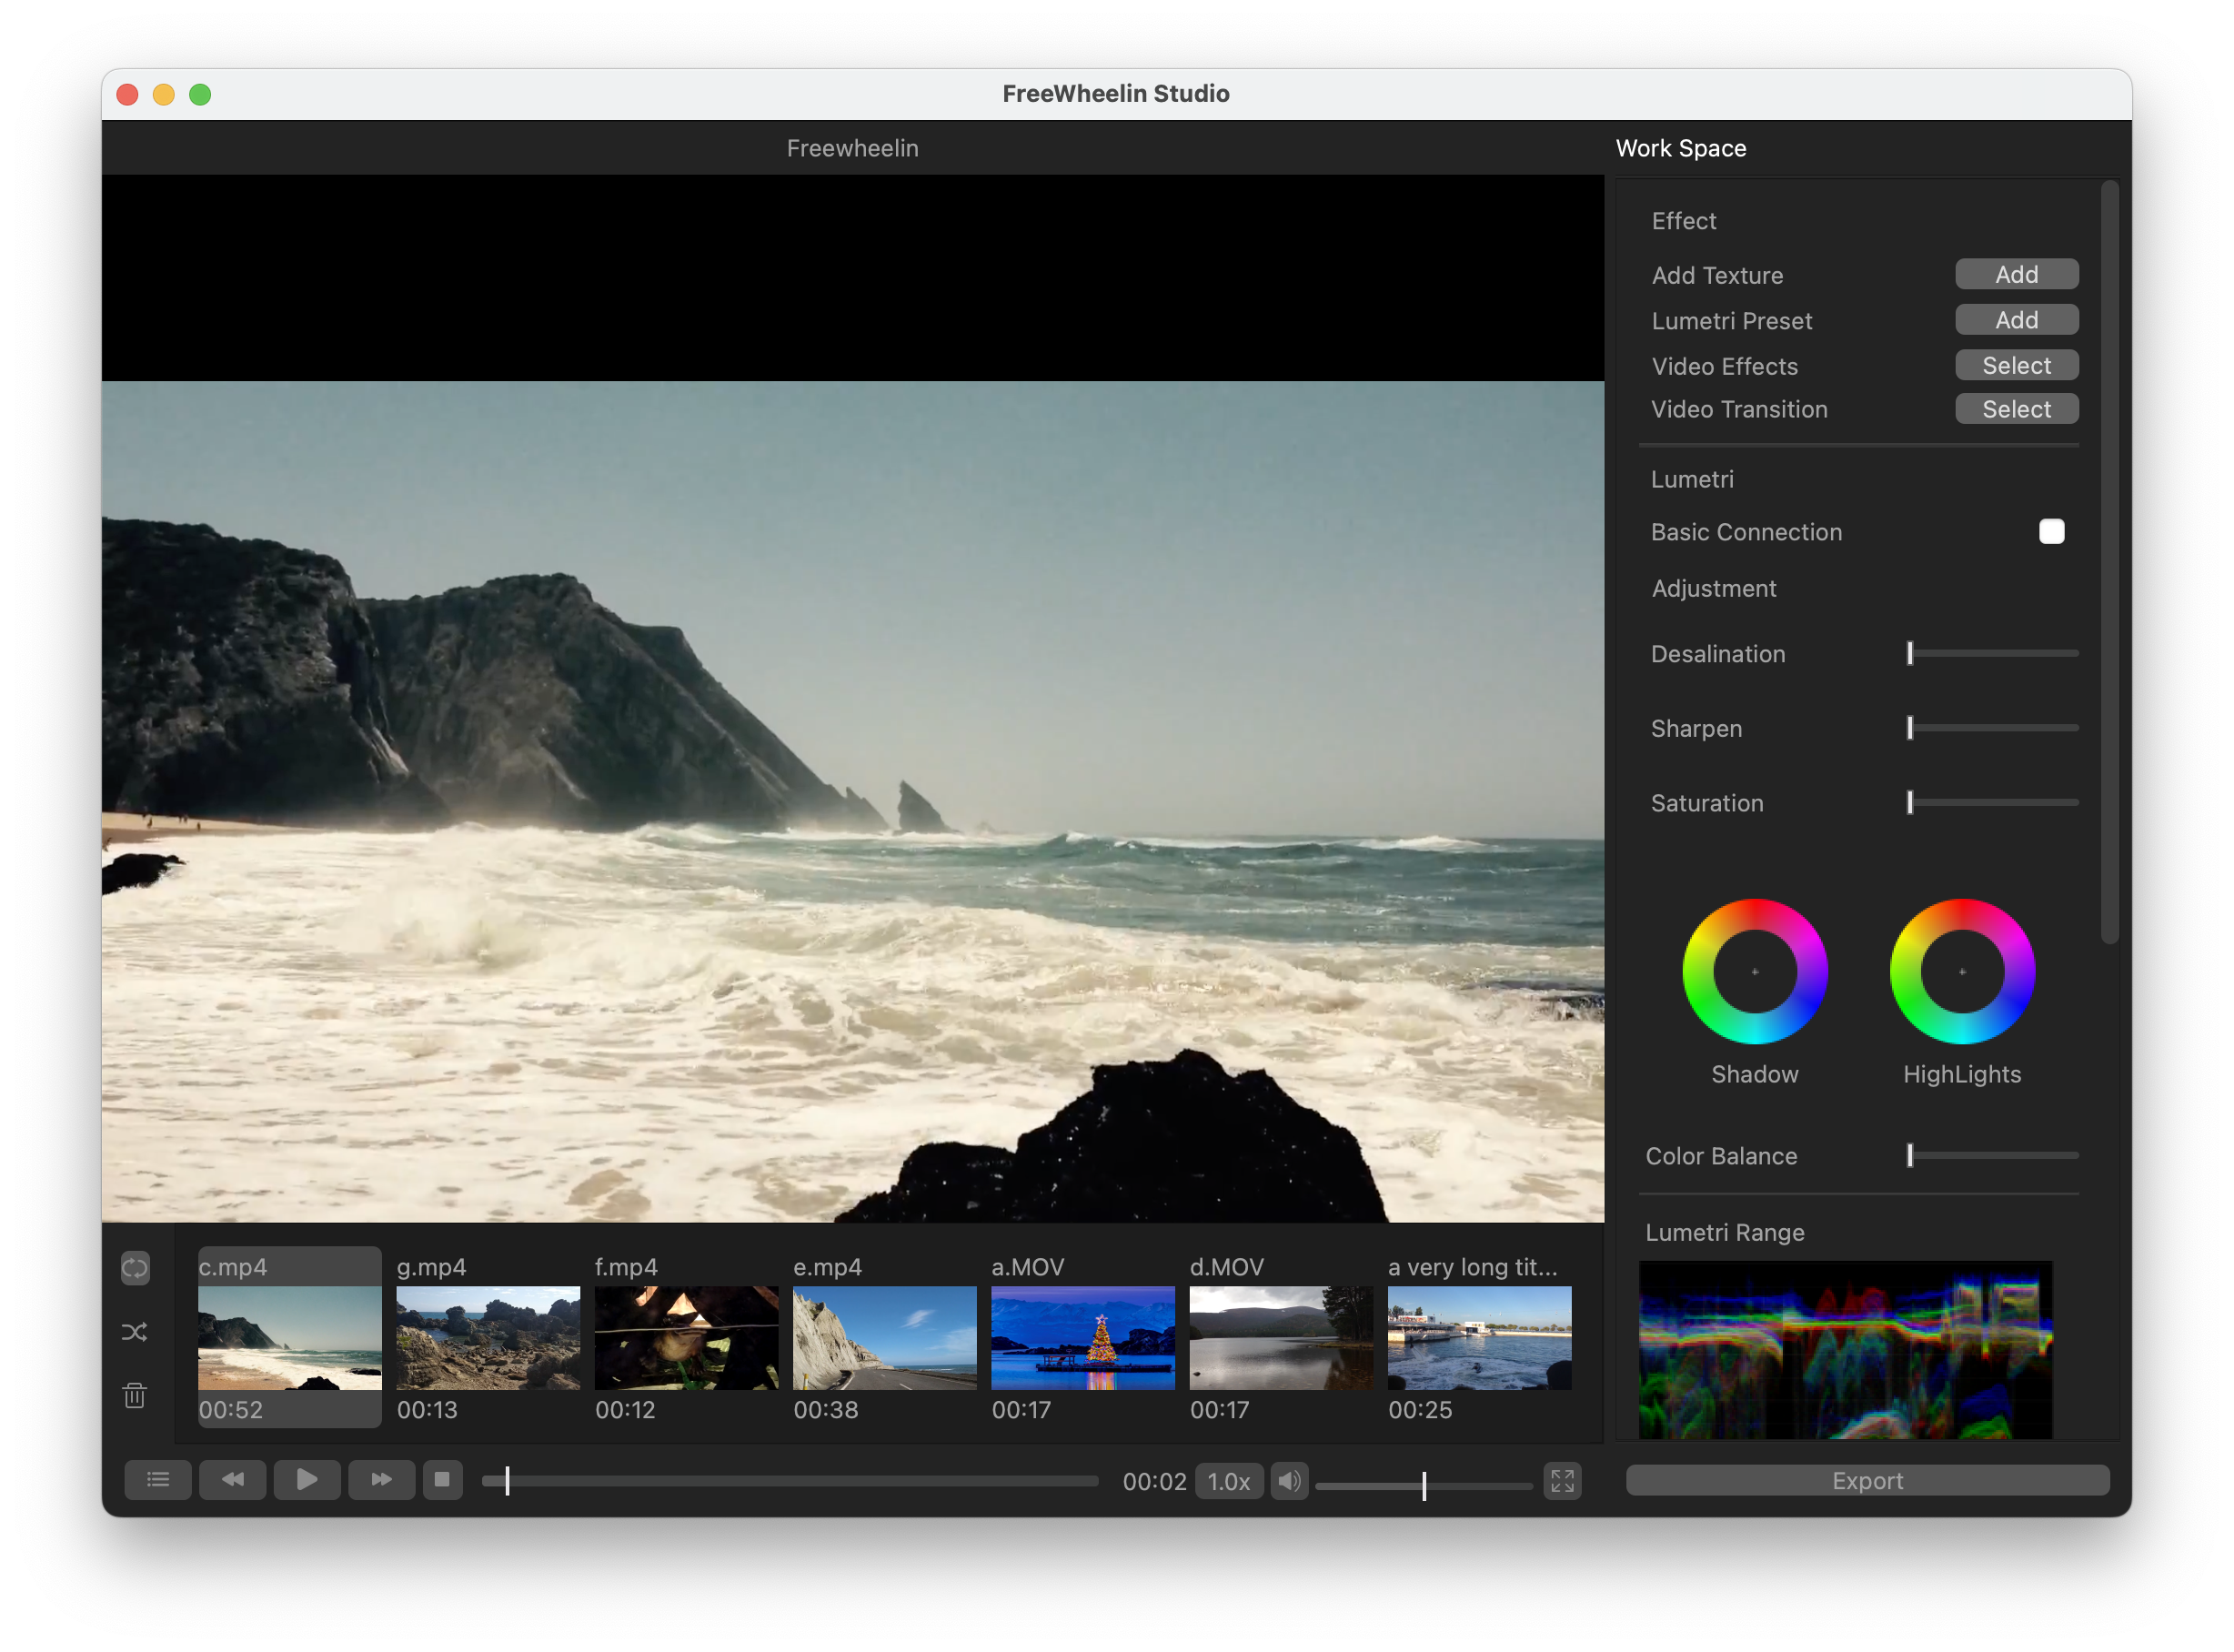 FreeWheelin Studio
Freewheelin
Work Space
Effect
Add Texture Add
Lumetri Preset Add
Video Effects Select
Video Transition Select
Lumetri
Basic Connection
Adjustment
Desalination
Sharpen
Saturation
Shadow HighLights
Color Balance
Lumetri Range
c.mp4 g.mp4 f.mp4 e.mp4 a.MOV d.MOV a very long tit...
00:52 00:13 00:12 00:38 00:17 00:17 00:25
00:02 1.0x
Export